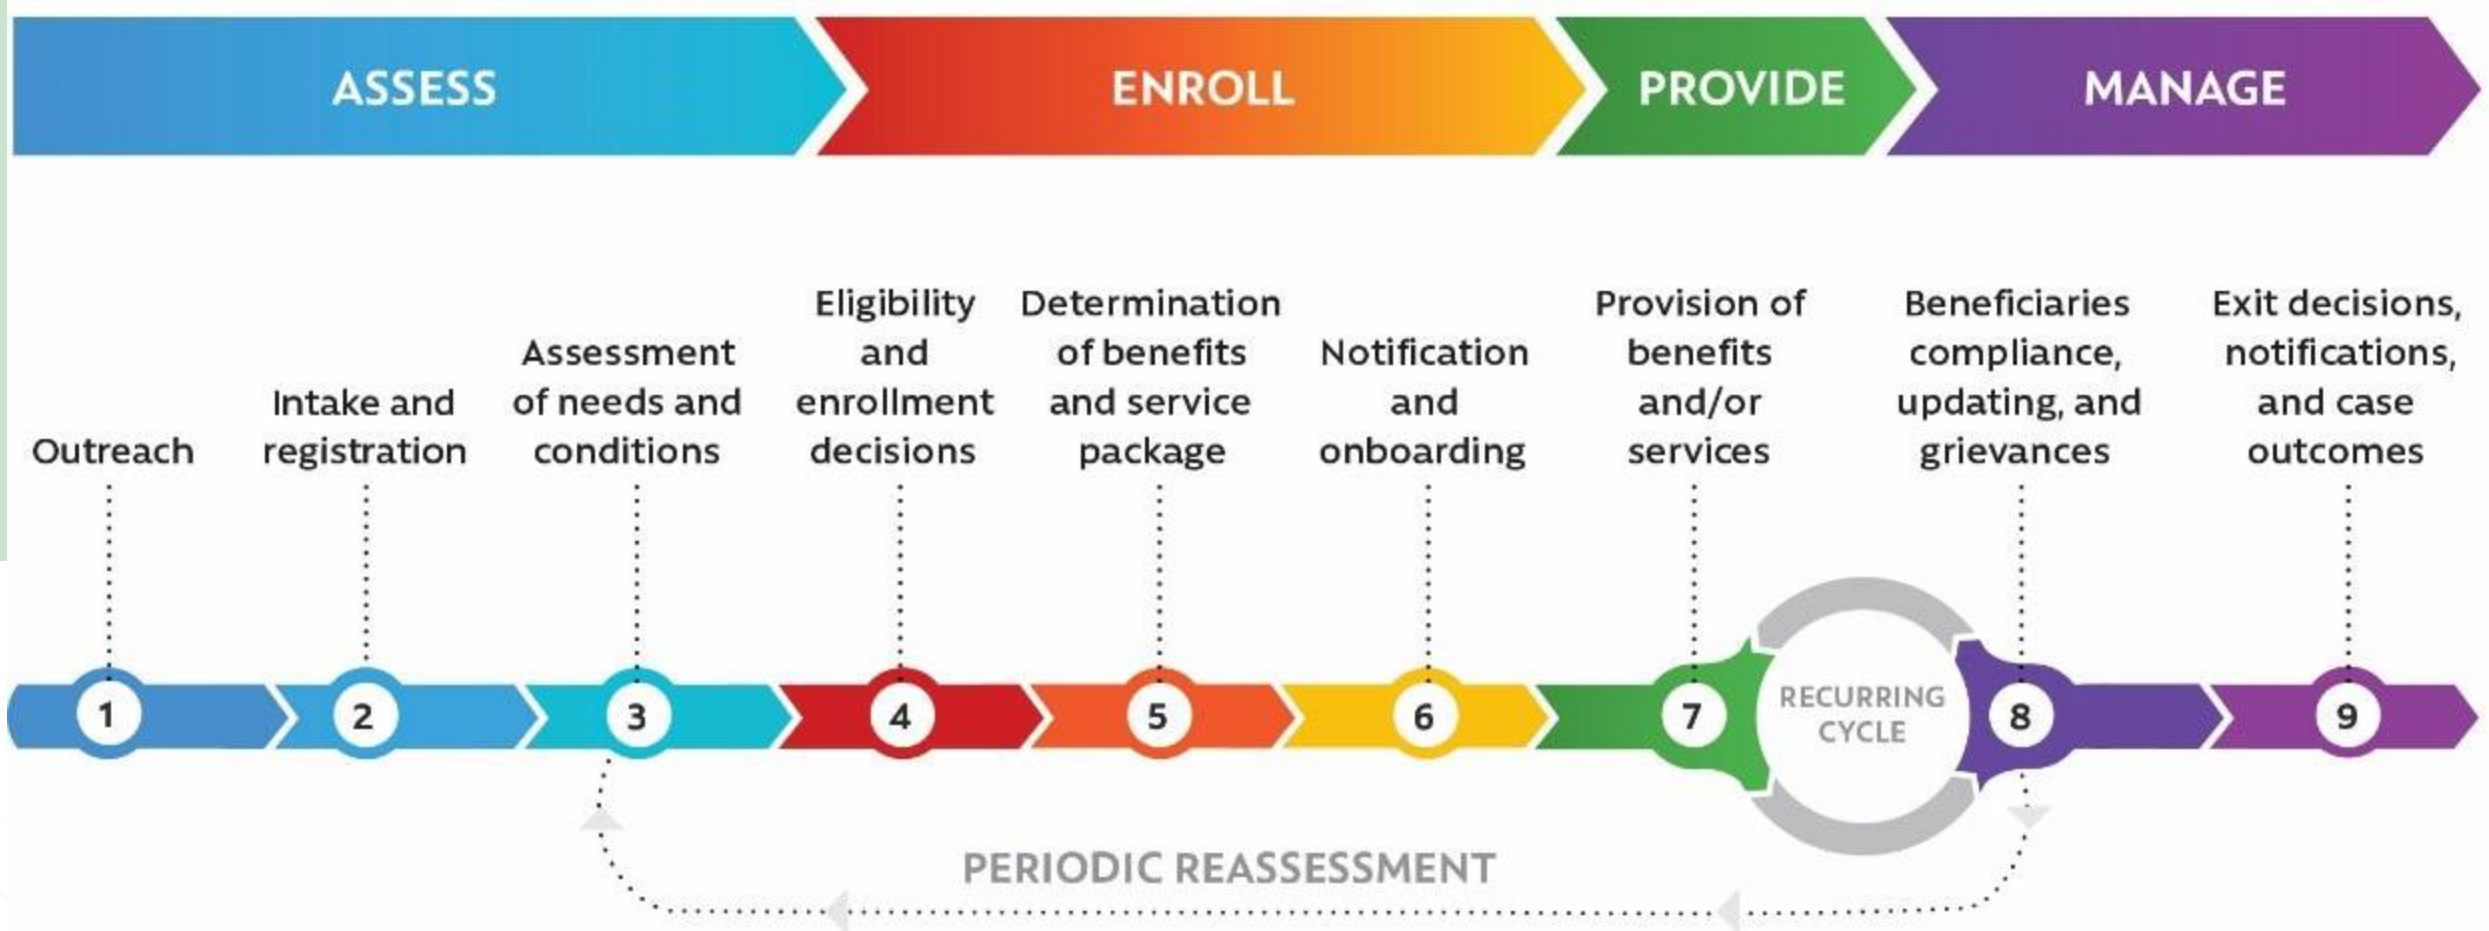 ASSESS
ENROLL
PROVIDE
MANAGE
Outreach
Intake and
registration
Assessment
of needs and
conditions
Eligibility
and
enrollment
decisions
Determination
of benefits
and service
package
Notification
and
onboarding
Provision of
benefits
and/or
services
Beneficiaries
compliance,
updating, and
grievances
Exit decisions,
notifications,
and case
outcomes
1
2
3
4
5
6
7
RECURRING
CYCLE
8
9
PERIODIC REASSESSMENT